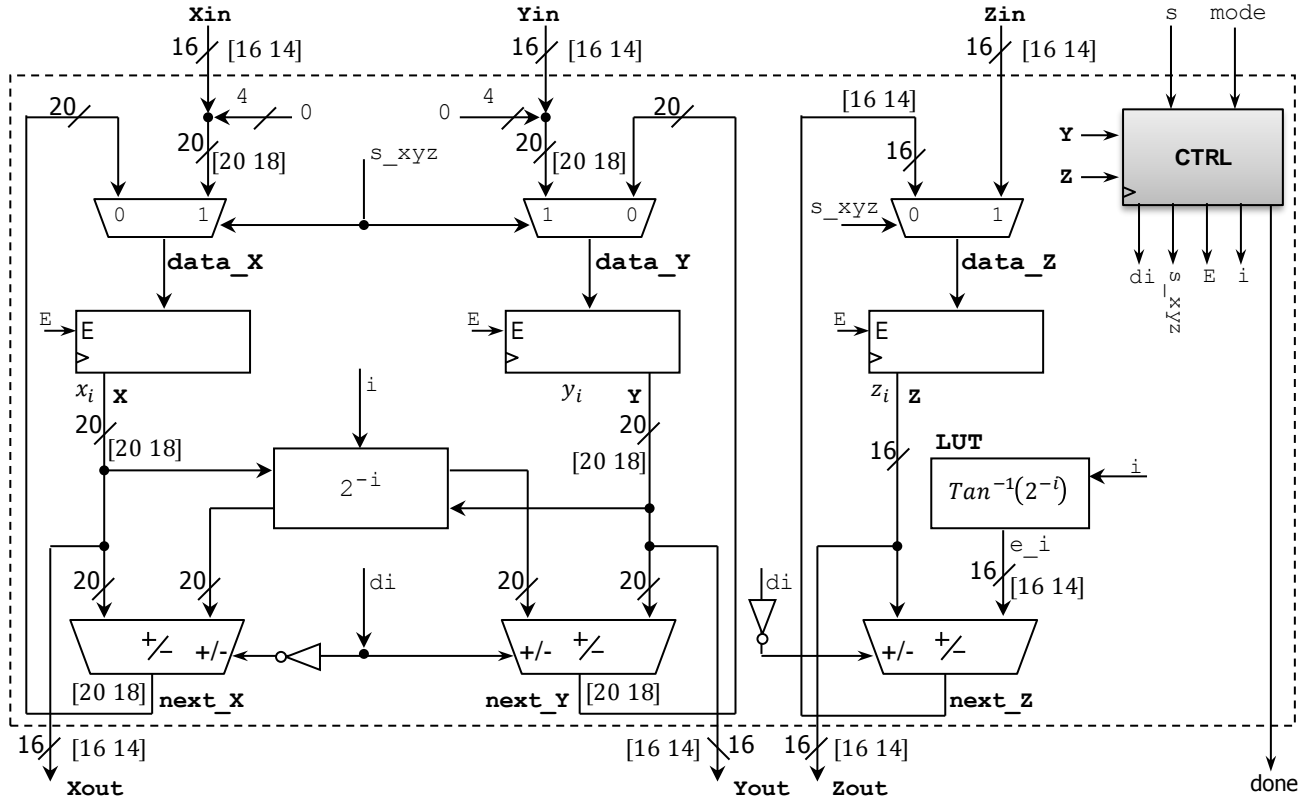 Xin Yin Zin s mode
16 [16 14] 16 [16 14] 16 [16 14]
20 4 0 0 4 20 [16 14]
20 [20 18] s_xyz 20 [20 18] 16
Y
Z
CTRL
0 1 1 0 s_xyz 0 1
data_X data_Y data_Z
di s_xyz E i
E E E E E E
x_i X i y_i Y z_i Z
20 [20 18] 20 [20 18] 16
LUT
2^{-i} Tan^{-1}(2^{-i}) i
e_i
20 20 di 20 20 di 16 [16 14]
+/− +/- +/- +/− +/- +/−
[20 18] next_X next_Y [20 18] next_Z
16 [16 14] [16 14] 16 16 [16 14]
Xout Yout Zout done